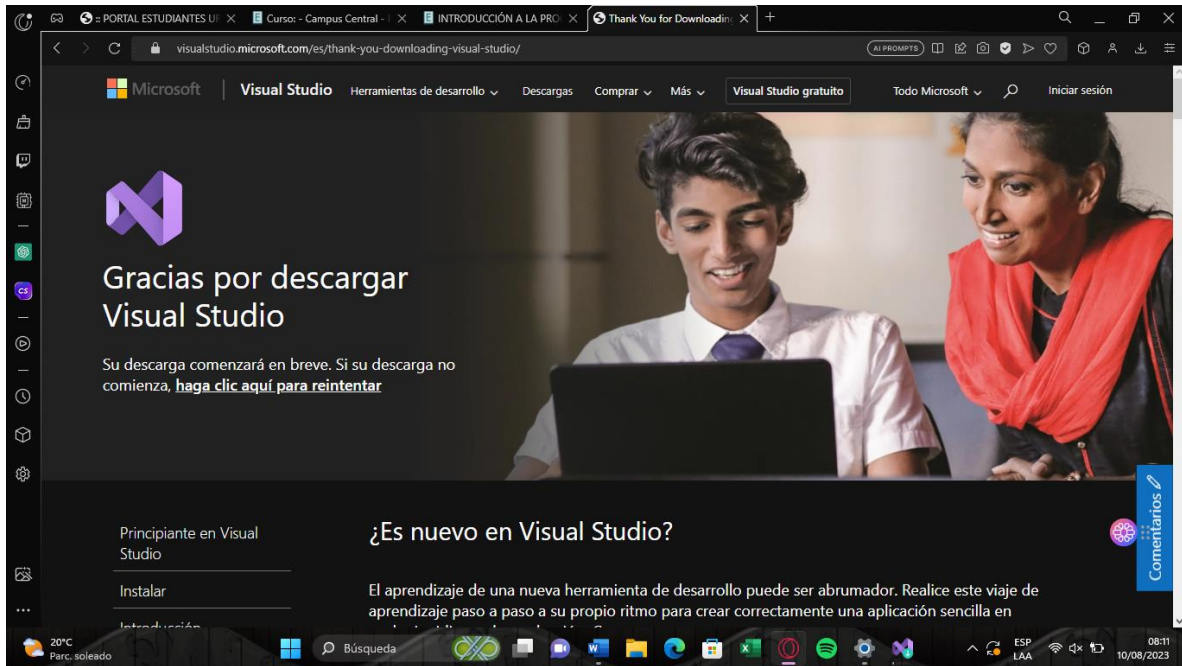 :: PORTAL ESTUDIANTES UR
Curso: - Campus Central -
INTRODUCCIÓN A LA PRO
Thank You for Downloading
visualstudio.microsoft.com/es/thank-you-downloading-visual-studio/
AI PROMPTS
Microsoft
Visual Studio
Herramientas de desarrollo
Descargas
Comprar
Más
Visual Studio gratuito
Todo Microsoft
Iniciar sesión
CS
Gracias por descargar
Visual Studio
Su descarga comenzará en breve. Si su descarga no
comienza, haga clic aquí para reintentar
Comentarios
Principiante en Visual
Studio
Instalar
¿Es nuevo en Visual Studio?
El aprendizaje de una nueva herramienta de desarrollo puede ser abrumador. Realice este viaje de
aprendizaje paso a paso a su propio ritmo para crear correctamente una aplicación sencilla en
20°C
Parc. soleado
Búsqueda
ESP
LAA
08:11
10/08/2023